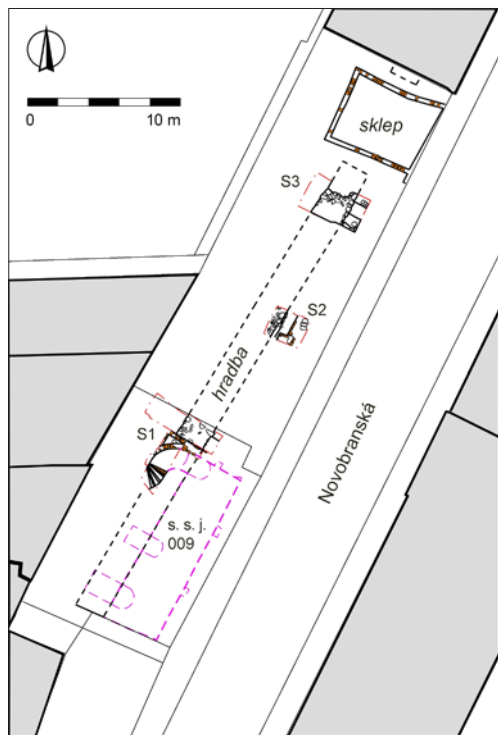 0
10 m
sklep
S3
S2
hradba
Novobranská
S1
s. s. j.
009